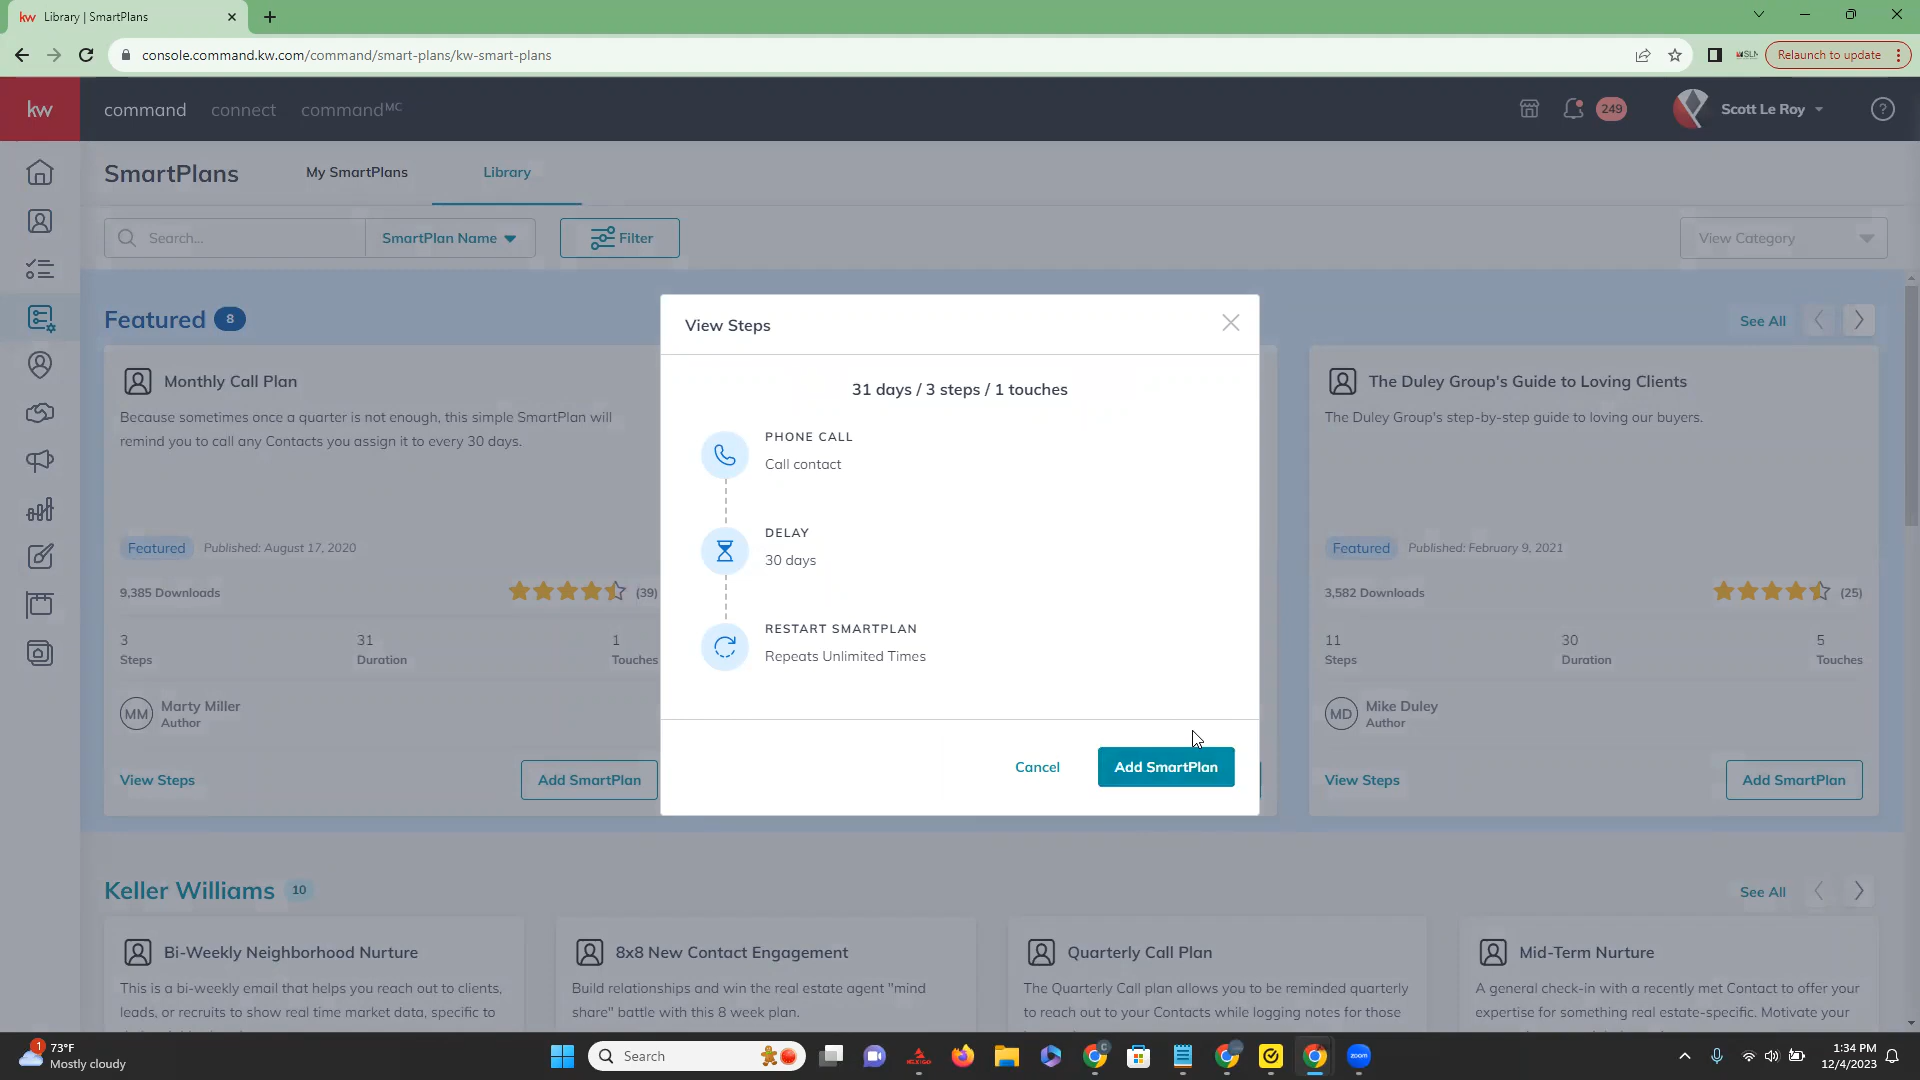 kw Library | SmartPlans
console.command.kw.com/command/smart-plans/kw-smart-plans
Relaunch to update
kw command connect commandMC 249 Scott Le Roy
SmartPlans My SmartPlans Library
Search... SmartPlan Name Filter View Category
Featured 8 See All
Monthly Call Plan
Because sometimes once a quarter is not enough, this simple SmartPlan will
remind you to call any Contacts you assign it to every 30 days.
Featured Published: August 17, 2020
9,385 Downloads (39)
3 31 1
Steps Duration Touches
MM Marty Miller
Author
View Steps Add SmartPlan
View Steps
31 days / 3 steps / 1 touches
PHONE CALL
Call contact
DELAY
30 days
RESTART SMARTPLAN
Repeats Unlimited Times
Cancel Add SmartPlan
The Duley Group's Guide to Loving Clients
The Duley Group's step-by-step guide to loving our buyers.
Featured Published: February 9, 2021
3,582 Downloads (25)
11 30 5
Steps Duration Touches
MD Mike Duley
Author
View Steps Add SmartPlan
Keller Williams 10 See All
Bi-Weekly Neighborhood Nurture
This is a bi-weekly email that helps you reach out to clients,
leads, or recruits to show real time market data, specific to
8x8 New Contact Engagement
Build relationships and win the real estate agent "mind
share" battle with this 8 week plan.
Quarterly Call Plan
The Quarterly Call plan allows you to be reminded quarterly
to reach out to your Contacts while logging notes for those
Mid-Term Nurture
A general check-in with a recently met Contact to offer your
expertise for something real estate-specific. Motivate your
1 73°F
Mostly cloudy
Search
zoom
1:34 PM
12/4/2023